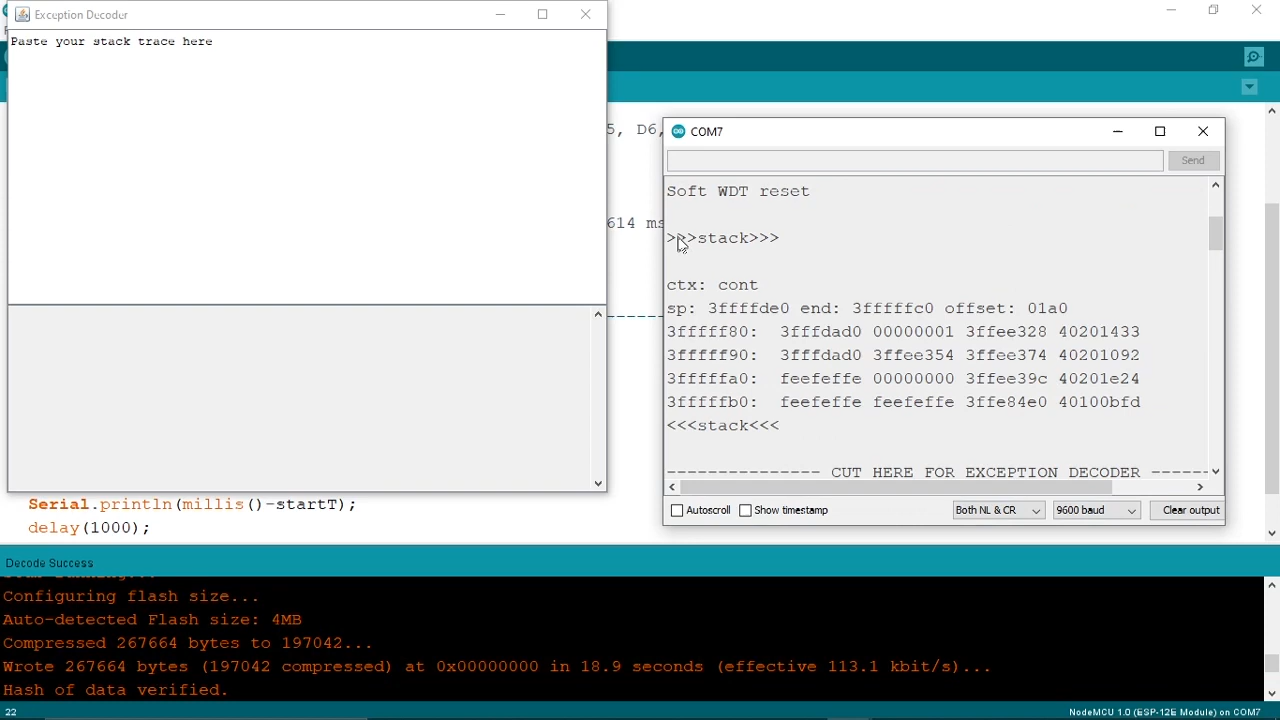 Exception Decoder
Paste your stack trace here
5, D6,
614 ms
COM7
Send
Soft WDT reset
>>>stack>>>
ctx: cont
sp: 3ffffde0 end: 3fffffc0 offset: 01a0
3fffff80:  3fffdad0 00000001 3ffee328 40201433
3fffff90:  3fffdad0 3ffee354 3ffee374 40201092
3fffffa0:  feefeffe 00000000 3ffee39c 40201e24
3fffffb0:  feefeffe feefeffe 3ffe84e0 40100bfd
<<<stack<<<
--------------- CUT HERE FOR EXCEPTION DECODER ------
Autoscroll
Show timestamp
Both NL & CR
9600 baud
Clear output
Serial.println(millis()-startT);
delay(1000);
Decode Success
Configuring flash size...
Auto-detected Flash size: 4MB
Compressed 267664 bytes to 197042...
Wrote 267664 bytes (197042 compressed) at 0x00000000 in 18.9 seconds (effective 113.1 kbit/s)...
Hash of data verified.
22
NodeMCU 1.0 (ESP-12E Module) on COM7